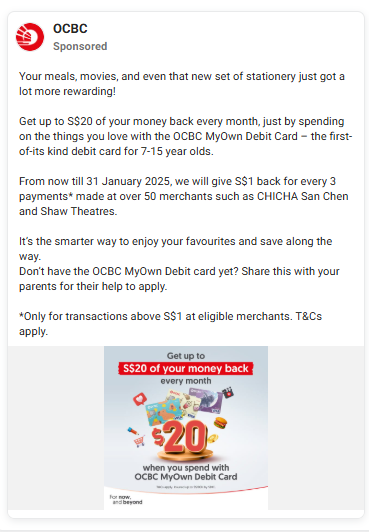 OCBC
Sponsored
Your meals, movies, and even that new set of stationery just got a
lot more rewarding!
Get up to S$20 of your money back every month, just by spending
on the things you love with the OCBC MyOwn Debit Card – the first-
of-its kind debit card for 7-15 year olds.
From now till 31 January 2025, we will give S$1 back for every 3
payments* made at over 50 merchants such as CHICHA San Chen
and Shaw Theatres.
It's the smarter way to enjoy your favourites and save along the
way.
Don't have the OCBC MyOwn Debit card yet? Share this with your
parents for their help to apply.
*Only for transactions above S$1 at eligible merchants. T&Cs
apply.
Get up to
S$20 of your money back
every month
$20
when you spend with
OCBC MyOwn Debit Card
For now,
and beyond